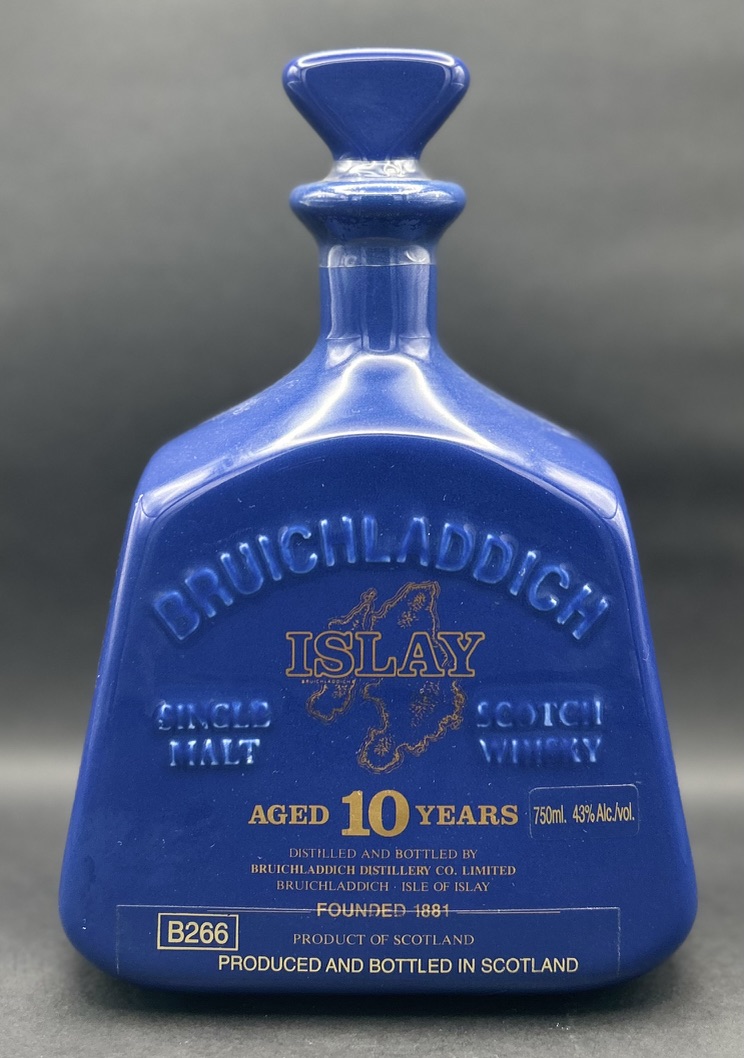 BRUICHLADDICH
ISLAY
BRUICHLADDICH
SINGLE
MALT
SCOTCH
WHISKY
AGED 10 YEARS
750ml. 43% Alc./vol.
DISTILLED AND BOTTLED BY
BRUICHLADDICH DISTILLERY CO. LIMITED
BRUICHLADDICH · ISLE OF ISLAY
FOUNDED 1881
B266
PRODUCT OF SCOTLAND
PRODUCED AND BOTTLED IN SCOTLAND